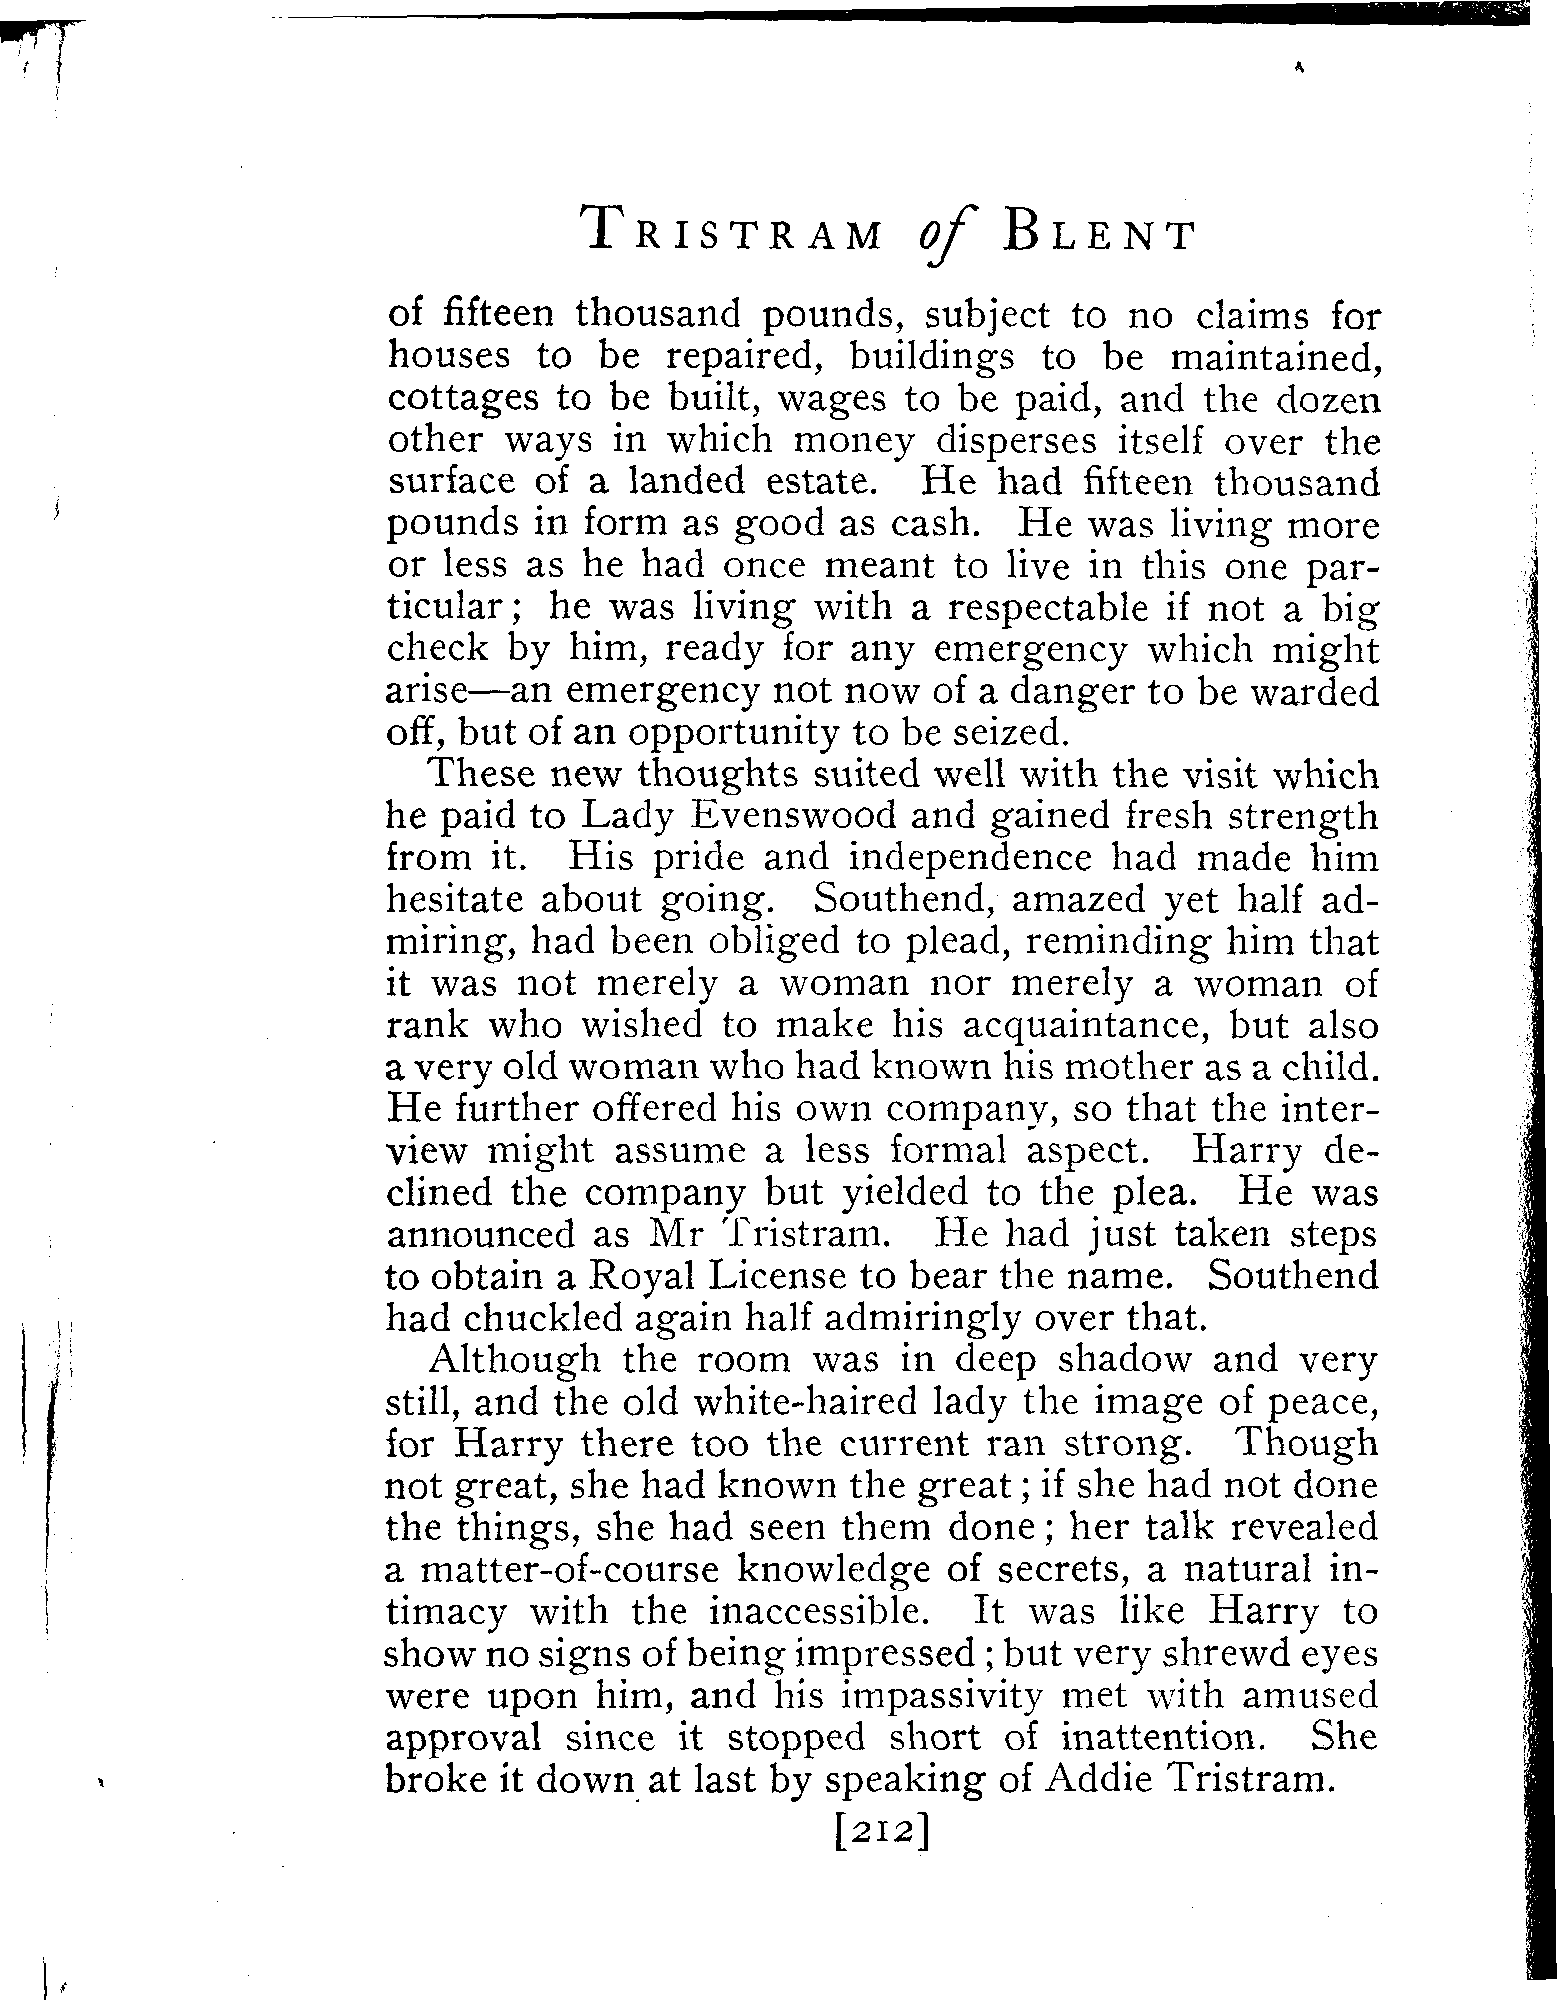 TRISTRAM of BLENT
of fifteen thousand pounds, subject to no claims for
houses to be repaired, buildings to be maintained,
cottages to be built, wages to be paid, and the dozen
other ways in which money disperses itself over the
surface of a landed estate. He had fifteen thousand
pounds in form as good as cash. He was living more
or less as he had once meant to live in this one par-
ticular; he was living with a respectable if not a big
check by him, ready for any emergency which might
arise—an emergency not now of a danger to be warded
off, but of an opportunity to be seized.
These new thoughts suited well with the visit which
he paid to Lady Evenswood and gained fresh strength
from it. His pride and independence had made him
hesitate about going. Southend, amazed yet half ad-
miring, had been obliged to plead, reminding him that
it was not merely a woman nor merely a woman of
rank who wished to make his acquaintance, but also
a very old woman who had known his mother as a child.
He further offered his own company, so that the inter-
view might assume a less formal aspect. Harry de-
clined the company but yielded to the plea. He was
announced as Mr Tristram. He had just taken steps
to obtain a Royal License to bear the name. Southend
had chuckled again half admiringly over that.
Although the room was in deep shadow and very
still, and the old white-haired lady the image of peace,
for Harry there too the current ran strong. Though
not great, she had known the great; if she had not done
the things, she had seen them done; her talk revealed
a matter-of-course knowledge of secrets, a natural in-
timacy with the inaccessible. It was like Harry to
show no signs of being impressed; but very shrewd eyes
were upon him, and his impassivity met with amused
approval since it stopped short of inattention. She
broke it down at last by speaking of Addie Tristram.
[212]